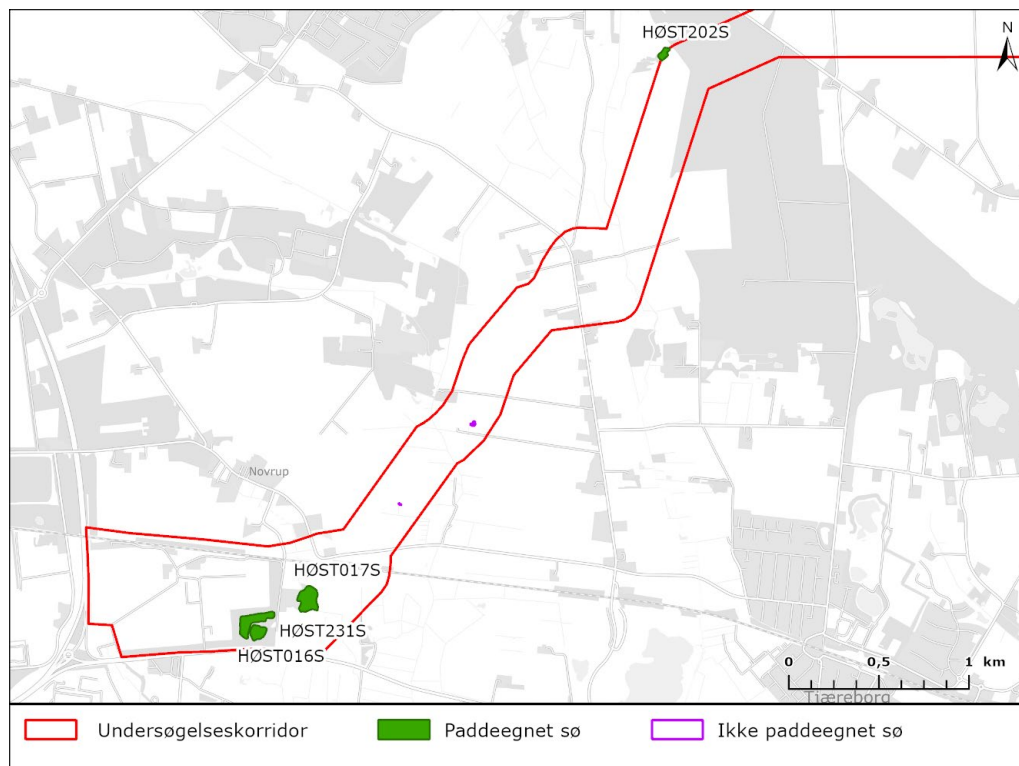 HØST202S
N
Novrup
HØST017S
HØST231S
HØST016S
0 0,5 1 km
Tjæreborg
Undersøgelseskorridor Paddeegnet sø Ikke paddeegnet sø